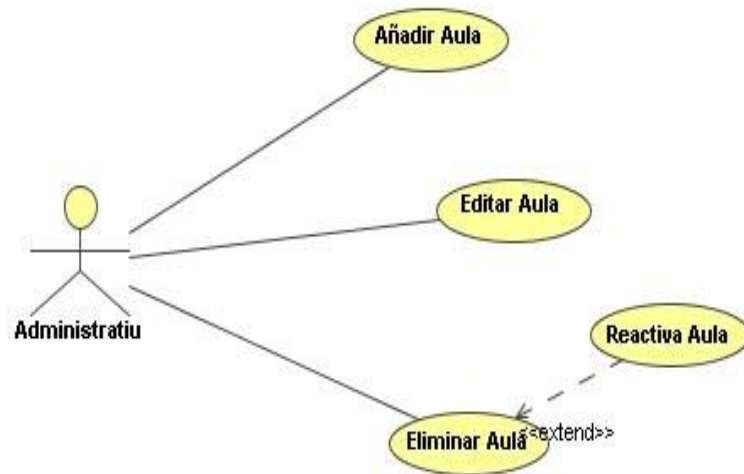 Añadir Aula
Editar Aula
Administratiu
Reactiva Aula
Eliminar Aula
<<extend>>